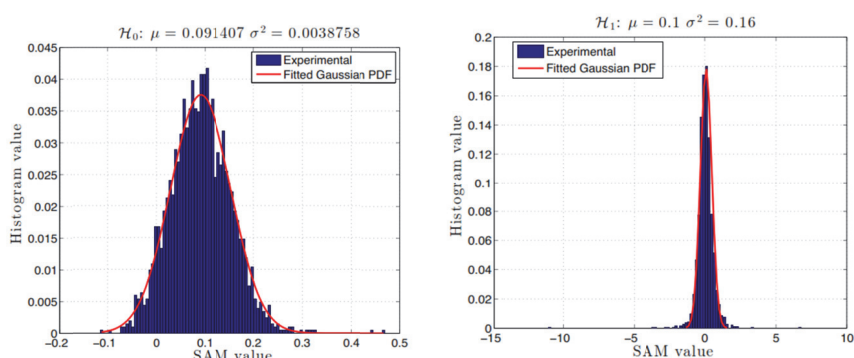 H₀: μ = 0.091407 σ² = 0.0038758
0.045
0.04
0.035
0.03
0.025
0.02
0.015
0.01
0.005
0
Histogram value
Experimental
Fitted Gaussian PDF
−0.2 −0.1 0 0.1 0.2 0.3 0.4 0.5
SAM value
H₁: μ = 0.1 σ² = 0.16
0.2
0.18
0.16
0.14
0.12
0.1
0.08
0.06
0.04
0.02
0
Histogram value
Experimental
Fitted Gaussian PDF
−15 −10 −5 0 5 10
SAM value